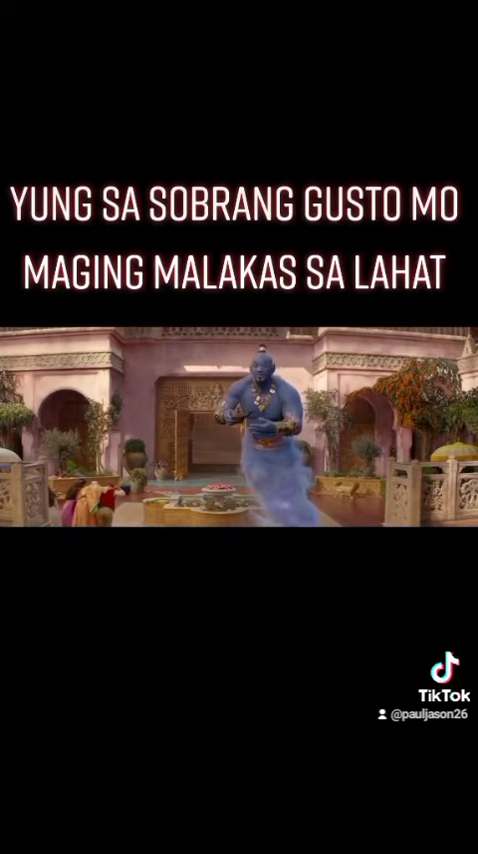 YUNG SA SOBRANG GUSTO MO
MAGING MALAKAS SA LAHAT
TikTok
@pauljason26